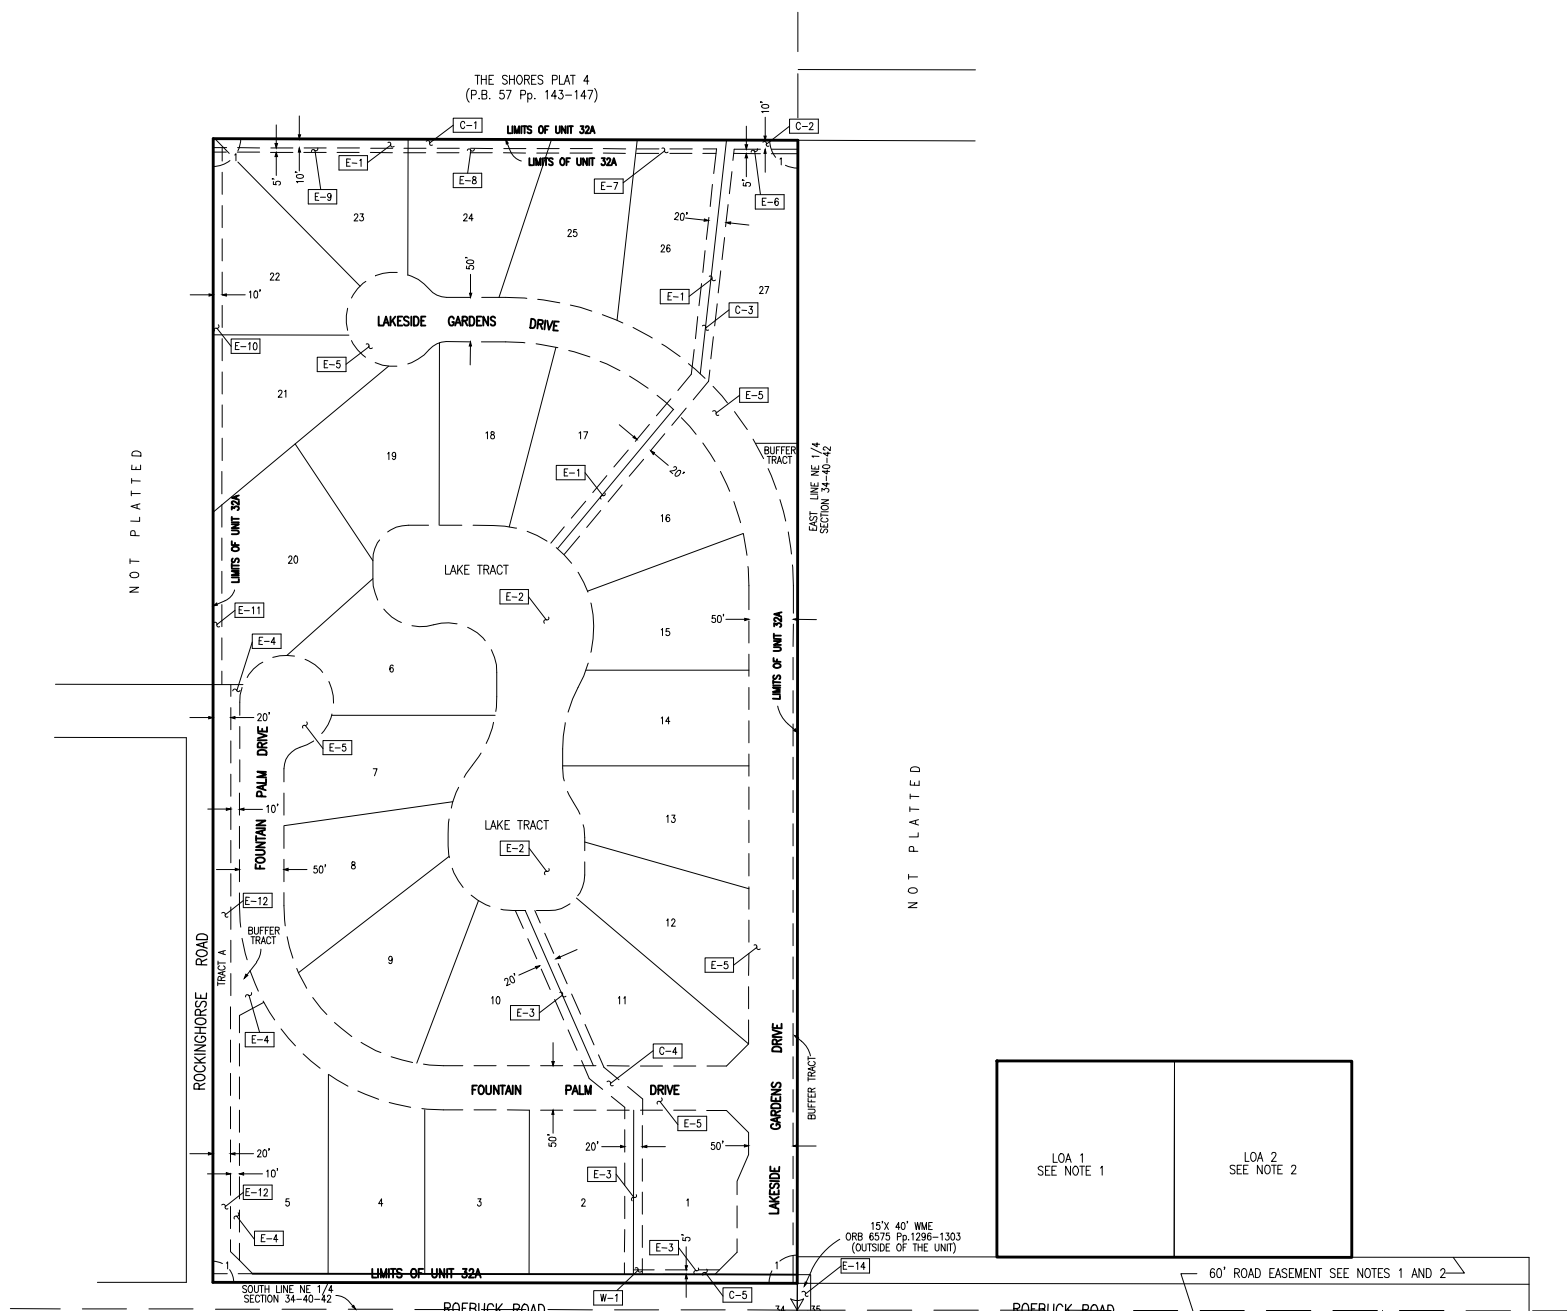 THE SHORES PLAT 4
(P.B. 57 Pp. 143-147)
10'
C-1
LIMITS OF UNIT 32A
C-2
1
E-1
LIMITS OF UNIT 32A
1
5'
10'
E-9
E-8
E-7
5'
E-6
23
24
25
20'
26
22
50'
27
10'
E-1
C-3
LAKESIDE GARDENS DRIVE
E-10
E-5
21
E-5
18
17
19
BUFFER
TRACT
20'
E-1
EAST LINE NE 1/4
SECTION 34-40-42
NOT PLATTED
LIMITS OF UNIT 32A
16
20
LAKE TRACT
E-2
E-11
50'
15
E-4
6
LIMITS OF UNIT 32A
20'
14
E-5
7
FOUNTAIN PALM DRIVE
10'
NOT PLATTED
13
LAKE TRACT
E-2
8
50'
E-12
12
BUFFER
TRACT
ROCKINGHORSE ROAD
TRACT A
9
E-5
20'
10
11
E-3
E-4
C-4
LAKESIDE GARDENS DRIVE
BUFFER TRACT
FOUNTAIN PALM DRIVE
E-5
50'
20'
50'
20'
10'
E-3
E-12
5
4
3
2
1
LOA 1
SEE NOTE 1
LOA 2
SEE NOTE 2
E-4
15'X 40' WME
ORB 6575 Pp.1296-1303
(OUTSIDE OF THE UNIT)
5'
E-3
1
LIMITS OF UNIT 32A
1
E-14
60' ROAD EASEMENT SEE NOTES 1 AND 2
SOUTH LINE NE 1/4
SECTION 34-40-42
W-1
C-5
ROEBUCK ROAD
34
35
ROEBUCK ROAD